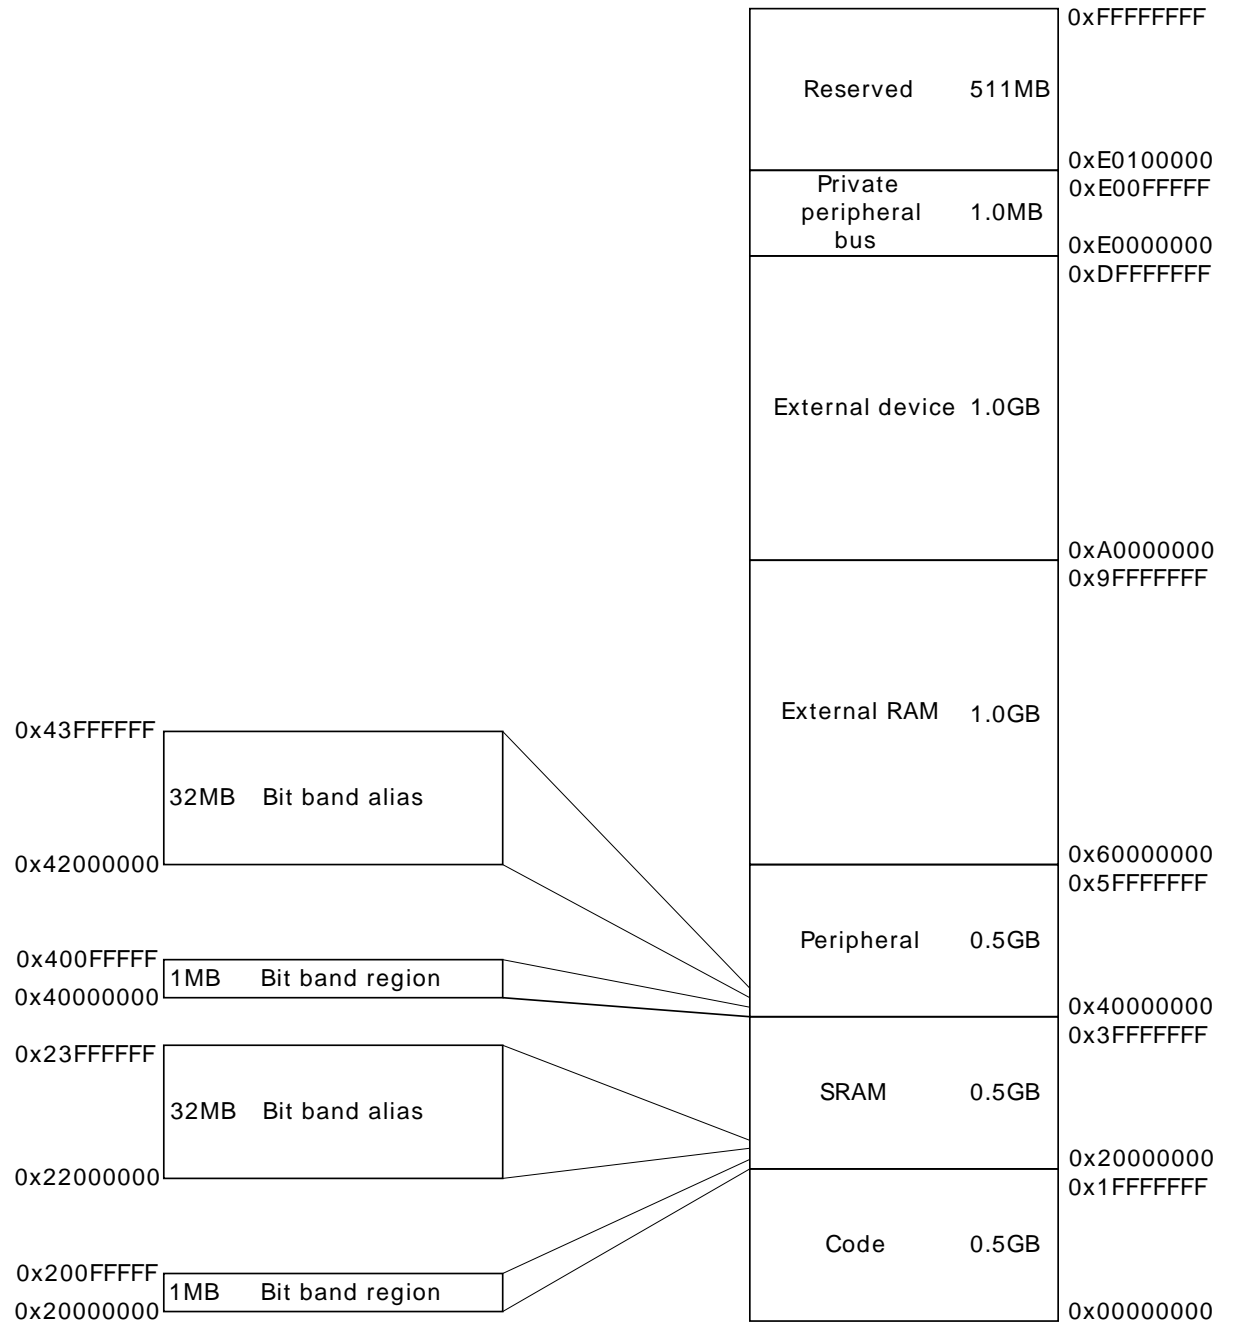 0xFFFFFFFF
Reserved 511MB
0xE0100000
0xE00FFFFF
Private
peripheral 1.0MB
bus
0xE0000000
0xDFFFFFFF
External device 1.0GB
0xA0000000
0x9FFFFFFF
External RAM 1.0GB
0x43FFFFFF
32MB Bit band alias
0x42000000
0x60000000
0x5FFFFFFF
Peripheral 0.5GB
0x400FFFFF
1MB Bit band region
0x40000000
0x40000000
0x3FFFFFFF
0x23FFFFFF
SRAM 0.5GB
32MB Bit band alias
0x22000000
0x20000000
0x1FFFFFFF
Code 0.5GB
0x200FFFFF
1MB Bit band region
0x20000000
0x00000000